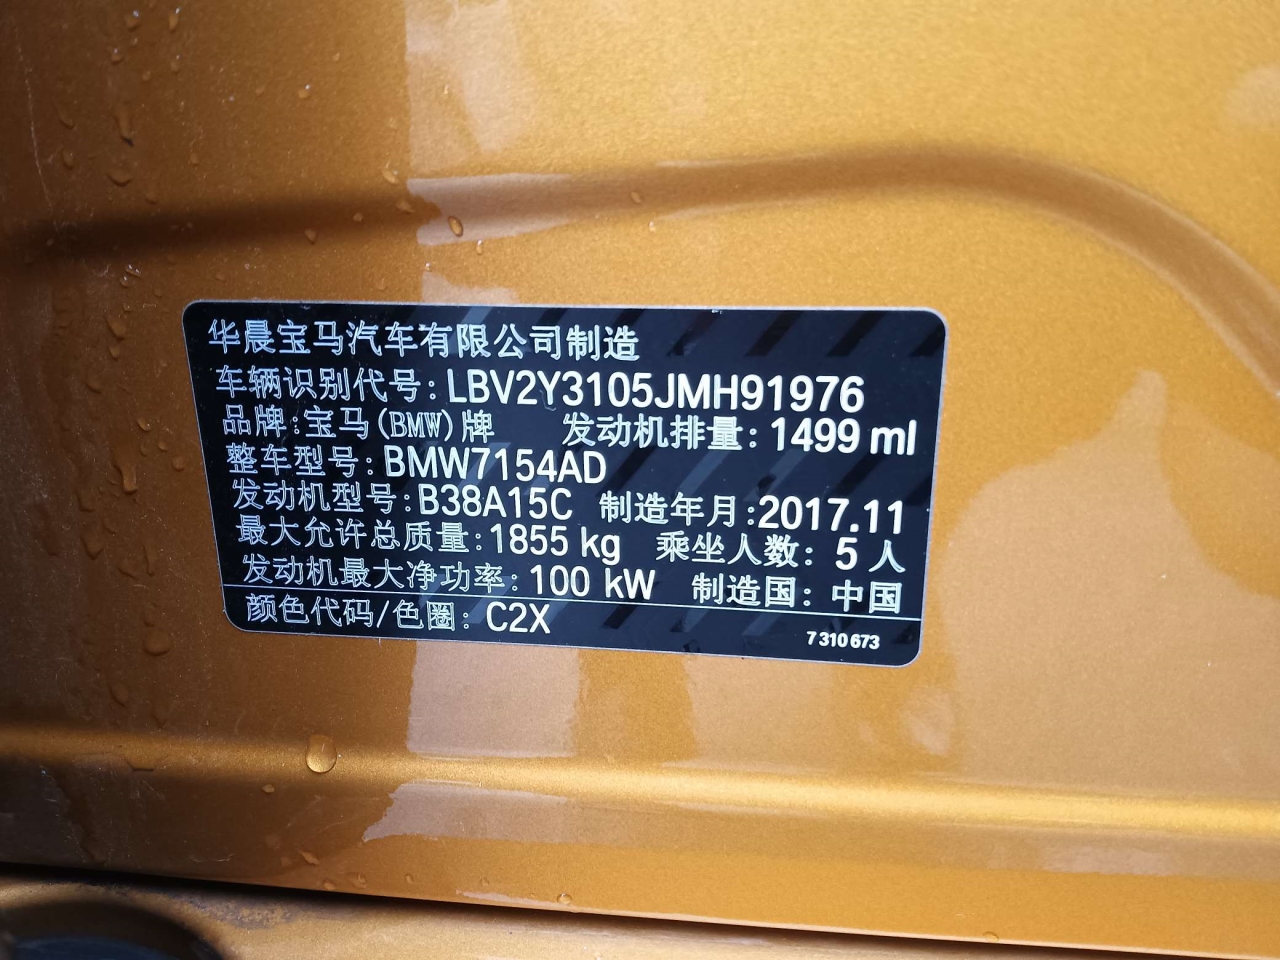 华晨宝马汽车有限公司制造
车辆识别代号：LBV2Y3105JMH91976
品牌：宝马(BMW)牌 发动机排量：1499 ml
整车型号：BMW7154AD
发动机型号：B38A15C 制造年月：2017.11
最大允许总质量：1855 kg 乘坐人数：5 人
发动机最大净功率：100 kW 制造国：中国
颜色代码/色圈：C2X
7 310 673